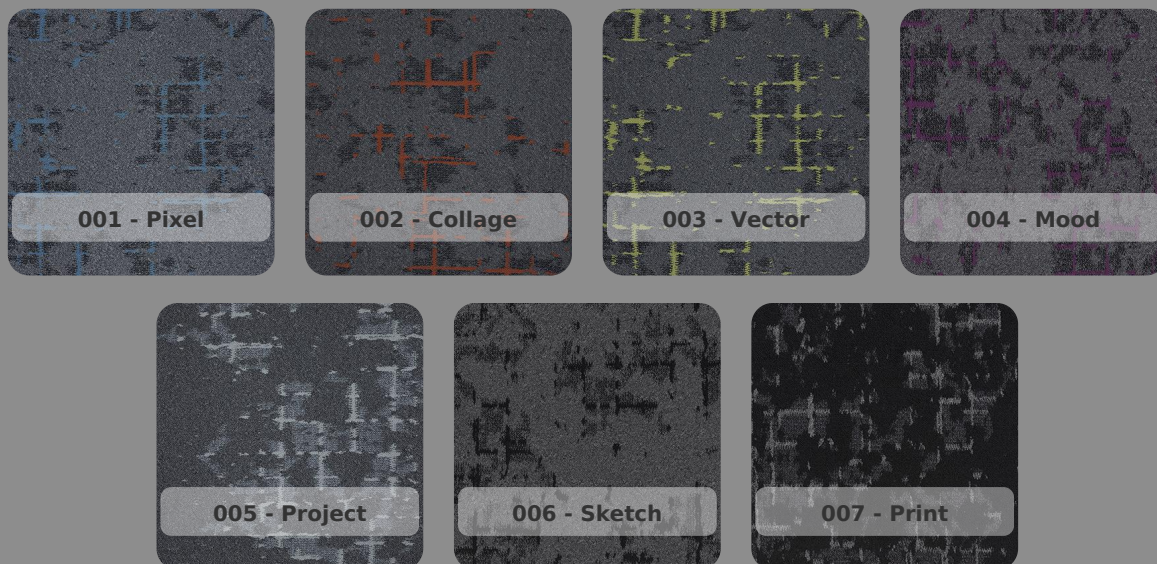 001 - Pixel
002 - Collage
003 - Vector
004 - Mood
005 - Project
006 - Sketch
007 - Print